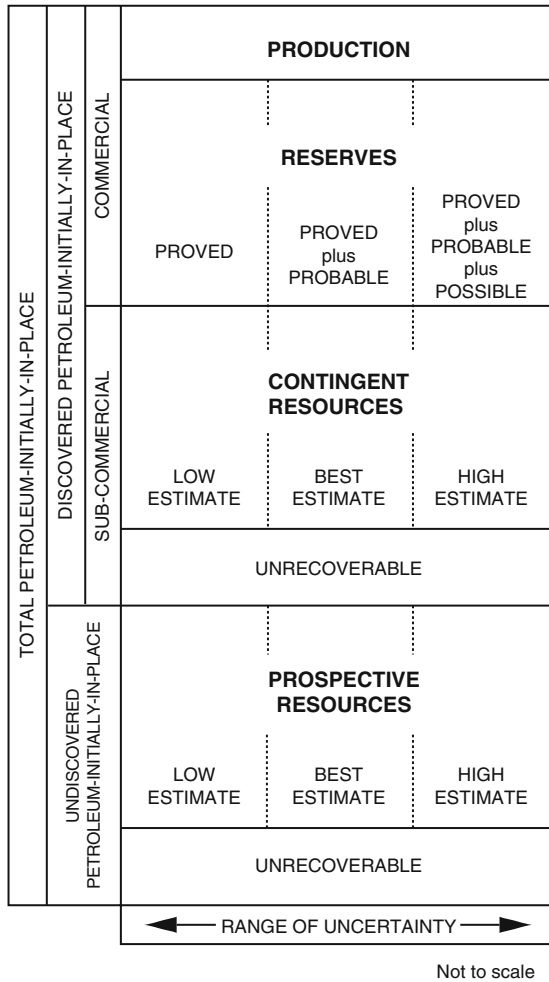 TOTAL PETROLEUM-INITIALLY-IN-PLACE
DISCOVERED PETROLEUM-INITIALLY-IN-PLACE
COMMERCIAL
PRODUCTION
RESERVES
PROVED
PROVED
plus
PROBABLE
PROVED
plus
PROBABLE
plus
POSSIBLE
SUB-COMMERCIAL
CONTINGENT
RESOURCES
LOW
ESTIMATE
BEST
ESTIMATE
HIGH
ESTIMATE
UNRECOVERABLE
UNDISCOVERED
PETROLEUM-INITIALLY-IN-PLACE
PROSPECTIVE
RESOURCES
LOW
ESTIMATE
BEST
ESTIMATE
HIGH
ESTIMATE
UNRECOVERABLE
RANGE OF UNCERTAINTY
Not to scale